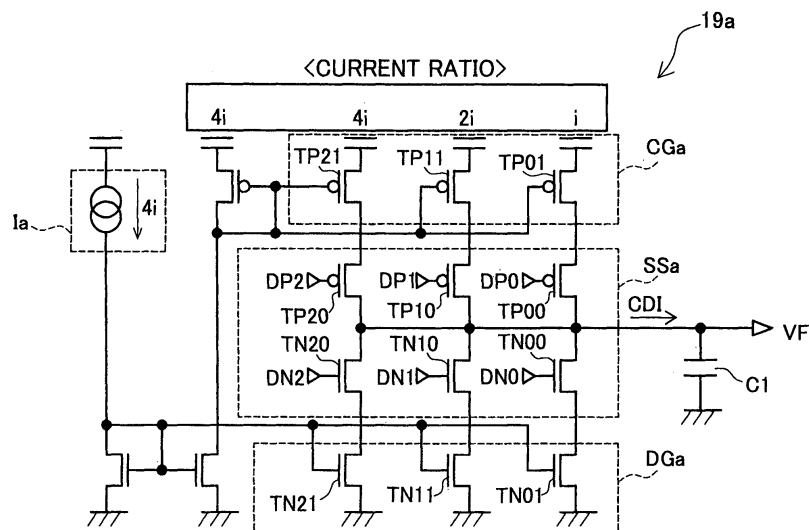 19a
<CURRENT RATIO>
4i 4i 2i i
TP21 TP11 TP01 CGa
Ia 4i
SSa
DP2 DP1 DP0
TP20 TP10 TP00 CDI
VF
TN20 TN10 TN00
DN2 DN1 DN0 C1
DGa
TN21 TN11 TN01